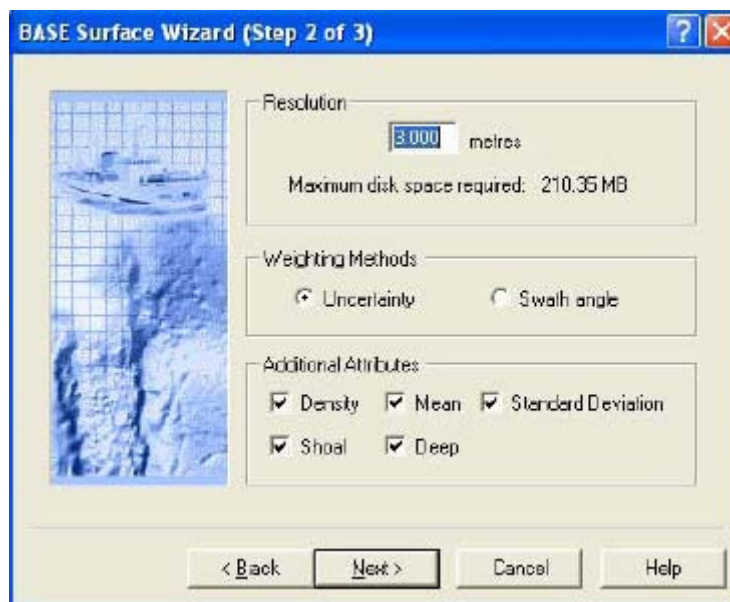 BASE Surface Wizard (Step 2 of 3)
Resolution
3.000 metres
Maximum disk space required: 210.35 MB
Weighting Methods
Uncertainty Swath angle
Additional Attributes
Density Mean Standard Deviation
Shoal Deep
< Back Next > Cancel Help